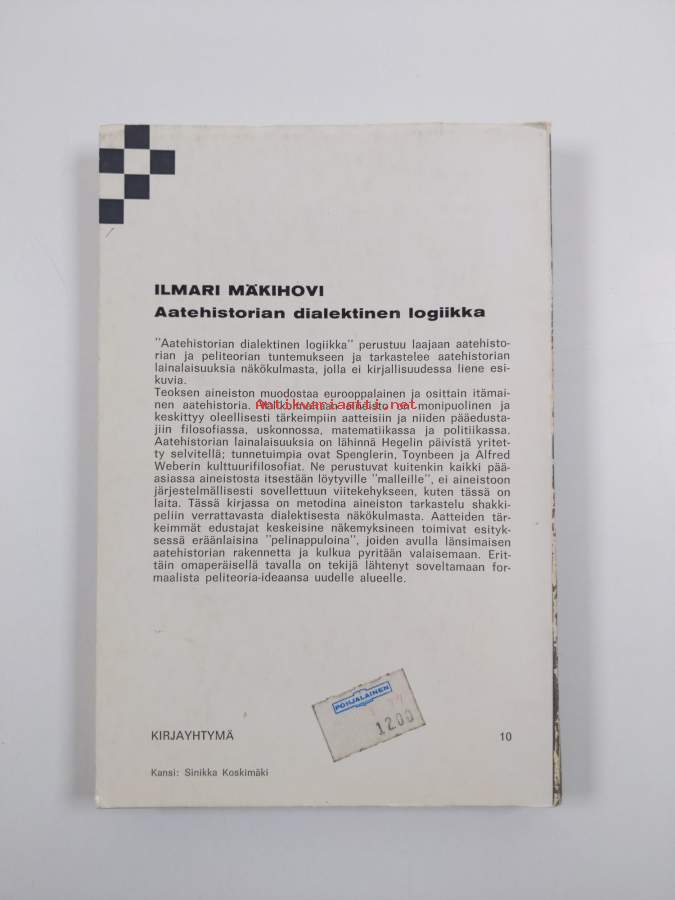 ILMARI MÄKIHOVI
Aatehistorian dialektinen logiikka
"Aatehistorian dialektinen logiikka" perustuu laajaan aatehisto-
rian ja peliteorian tuntemukseen ja tarkastelee aatehistorian
lainalaisuuksia näkökulmasta, jolla ei kirjallisuudessa liene esi-
kuvia.
Teoksen aineiston muodostaa eurooppalainen ja osittain itämai-
nen aatehistoria. on monipuolinen ja
Antikvariaatti.net
keskittyy oleellisesti tärkeimpiin aatteisiin ja niiden pääedusta-
jiin filosofiassa, uskonnossa, matematiikassa ja politiikassa.
Aatehistorian lainalaisuuksia on lähinnä Hegelin päivistä yritet-
ty selvitellä; tunnetuimpia ovat Spenglerin, Toynbeen ja Alfred
Weberin kulttuurifilosofiat. Ne perustuvat kuitenkin kaikki pää-
asiassa aineistosta itsestään löytyville "malleille", ei aineistoon
järjestelmällisesti sovellettuun viitekehykseen, kuten tässä on
laita. Tässä kirjassa on metodina aineiston tarkastelu shakki-
peliin verrattavasta dialektisesta näkökulmasta. Aatteiden tär-
keimmät edustajat keskeisine näkemyksineen toimivat esityk-
sessä eräänlaisina "pelinappuloina", joiden avulla länsimaisen
aatehistorian rakennetta ja kulkua pyritään valaisemaan. Erit-
täin omaperäisellä tavalla on tekijä lähtenyt soveltamaan for-
maalista peliteoria-ideaansa uudelle alueelle.
POHJALAINEN
1200
KIRJAYHTYMÄ
10
Kansi: Sinikka Koskimäki